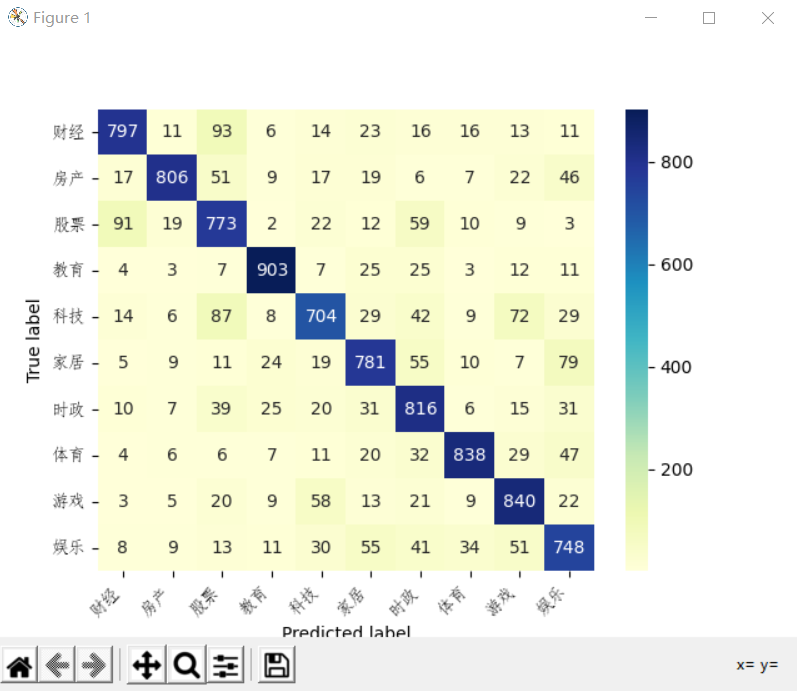 Figure 1
财经 797 11 93 6 14 23 16 16 13 11
房产 17 806 51 9 17 19 6 7 22 46
股票 91 19 773 2 22 12 59 10 9 3
教育 4 3 7 903 7 25 25 3 12 11
科技 14 6 87 8 704 29 42 9 72 29
家居 5 9 11 24 19 781 55 10 7 79
时政 10 7 39 25 20 31 816 6 15 31
体育 4 6 6 7 11 20 32 838 29 47
游戏 3 5 20 9 58 13 21 9 840 22
娱乐 8 9 13 11 30 55 41 34 51 748
财经 房产 股票 教育 科技 家居 时政 体育 游戏 娱乐
True label
Predicted label
800
600
400
200
x= y=